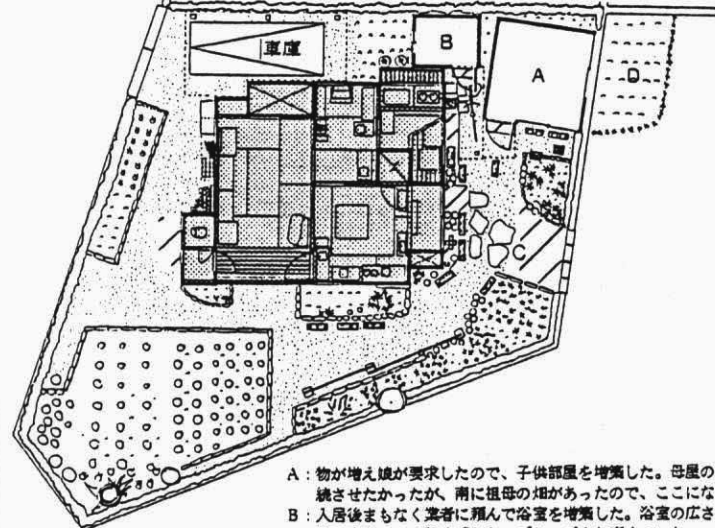 車庫
B
A
D
C
A：物が増え娘が要求したので、子供部屋を増築した。母屋の
続きせたかったが、南に祖母の畑があったので、ここにな
B：入居後まもなく業者に頼んで浴室を増築した。浴室の広さ